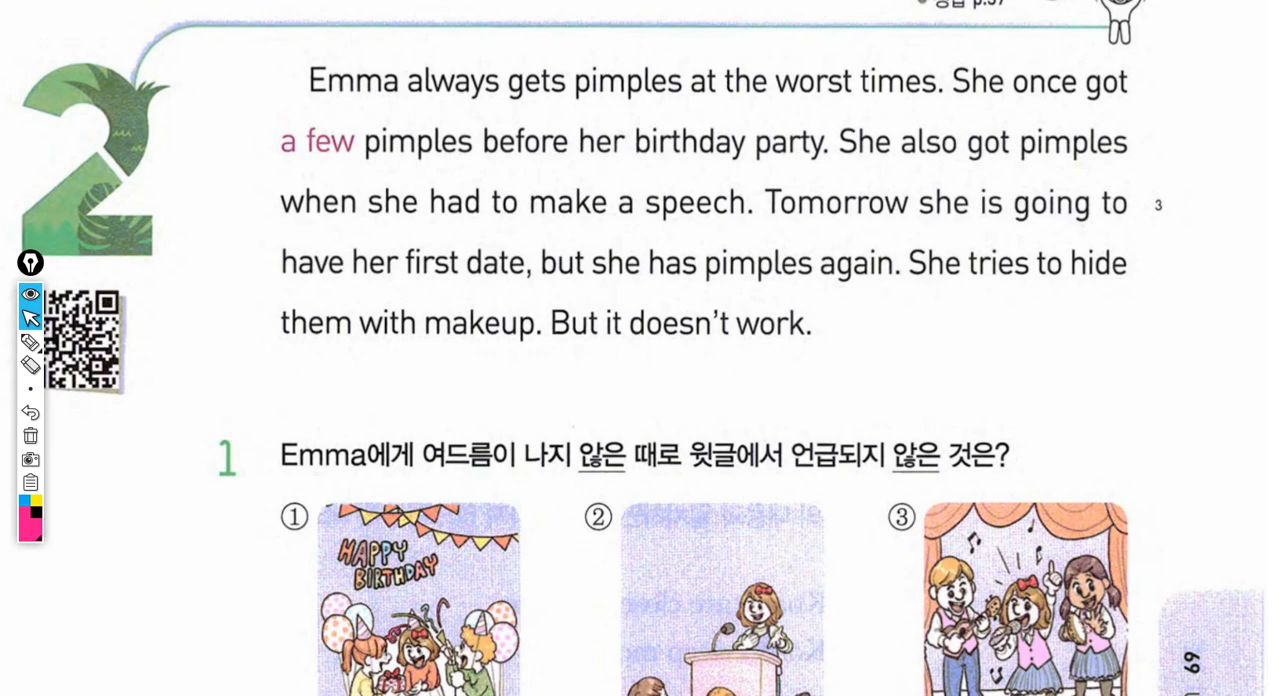 정답 p.37
2
Emma always gets pimples at the worst times. She once got
a few pimples before her birthday party. She also got pimples
when she had to make a speech. Tomorrow she is going to 3
have her first date, but she has pimples again. She tries to hide
them with makeup. But it doesn't work.
1 Emma에게 여드름이 나지 않은 때로 윗글에서 언급되지 않은 것은?
① ② ③
HAPPY
BIRTHDAY
69